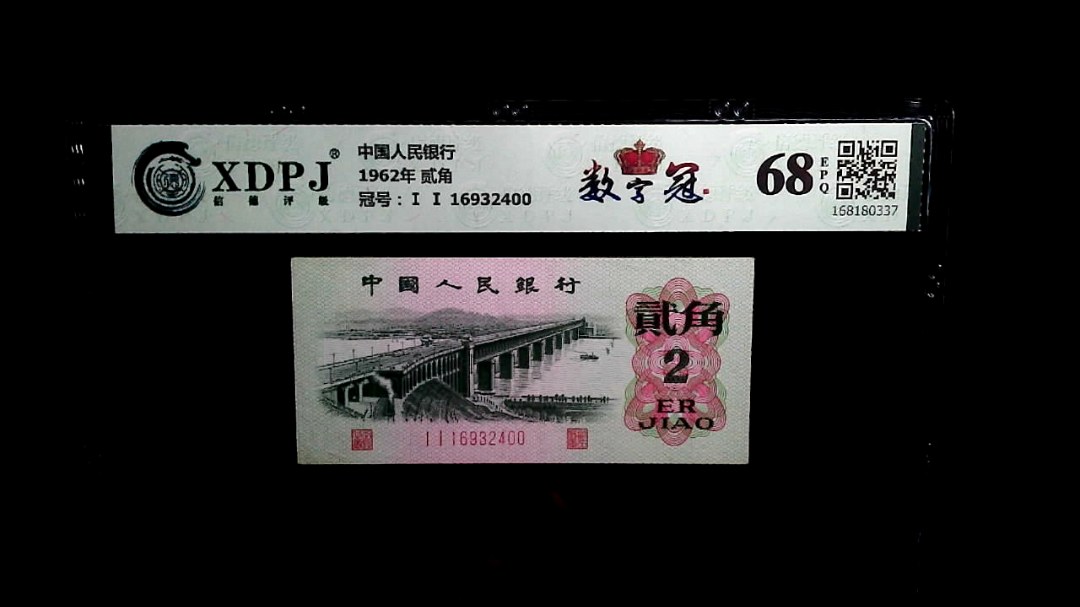 XDPJ®
信德评级
中国人民银行
1962年 贰角
冠号：I I 16932400
数字冠
68 EPQ
168180337
中國人民銀行
貳角
2
ER
JIAO
I I 16932400